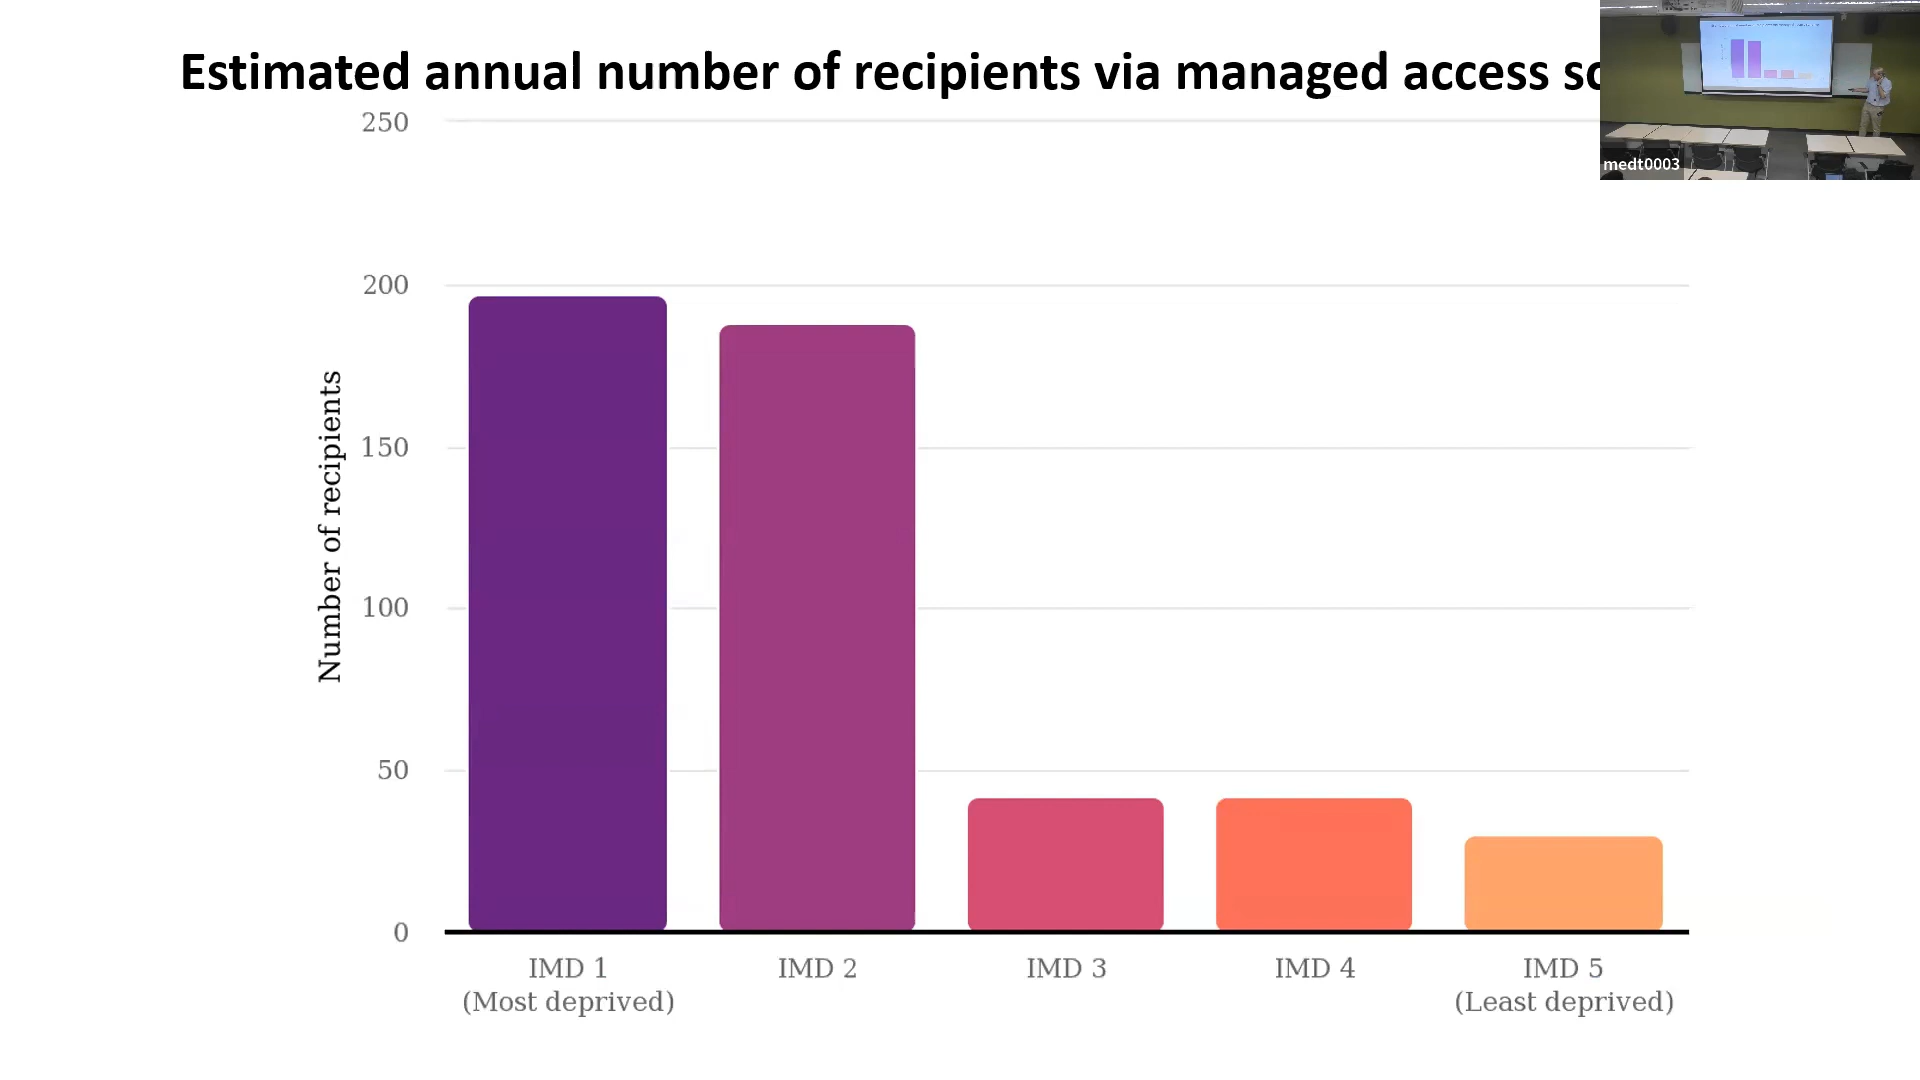 Estimated annual number of recipients via managed access
250
200
150
100
50
0
Number of recipients
IMD 1
(Most deprived)
IMD 2
IMD 3
IMD 4
IMD 5
(Least deprived)
medt0003